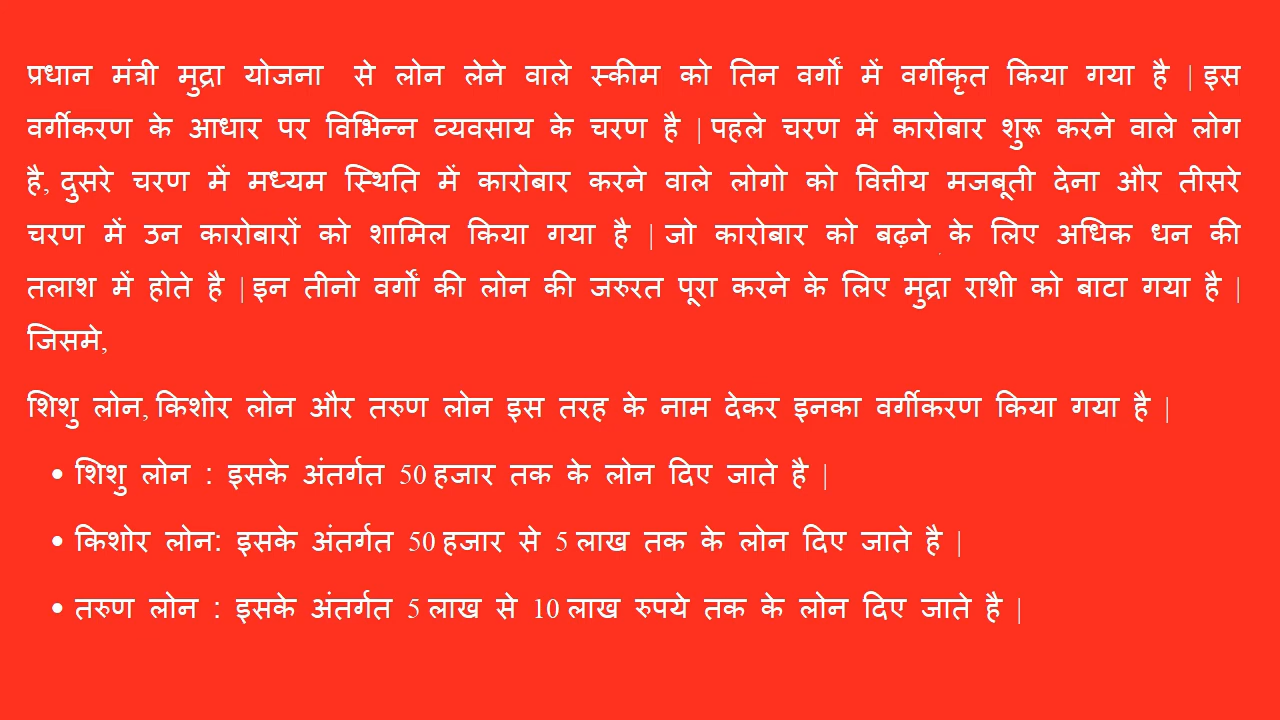 प्रधान मंत्री मुद्रा योजना से लोन लेने वाले स्कीम को तिन वर्गों में वर्गीकृत किया गया है | इस
वर्गीकरण के आधार पर विभिन्न व्यवसाय के चरण है | पहले चरण में कारोबार शुरू करने वाले लोग
है, दुसरे चरण में मध्यम स्थिति में कारोबार करने वाले लोगो को वित्तीय मजबूती देना और तीसरे
चरण में उन कारोबारों को शामिल किया गया है | जो कारोबार को बढ़ने के लिए अधिक धन की
तलाश में होते है | इन तीनो वर्गों की लोन की जरुरत पूरा करने के लिए मुद्रा राशी को बाटा गया है |
जिसमे,
शिशु लोन, किशोर लोन और तरुण लोन इस तरह के नाम देकर इनका वर्गीकरण किया गया है |
• शिशु लोन : इसके अंतर्गत 50 हजार तक के लोन दिए जाते है |
• किशोर लोन: इसके अंतर्गत 50 हजार से 5 लाख तक के लोन दिए जाते है |
• तरुण लोन : इसके अंतर्गत 5 लाख से 10 लाख रुपये तक के लोन दिए जाते है |